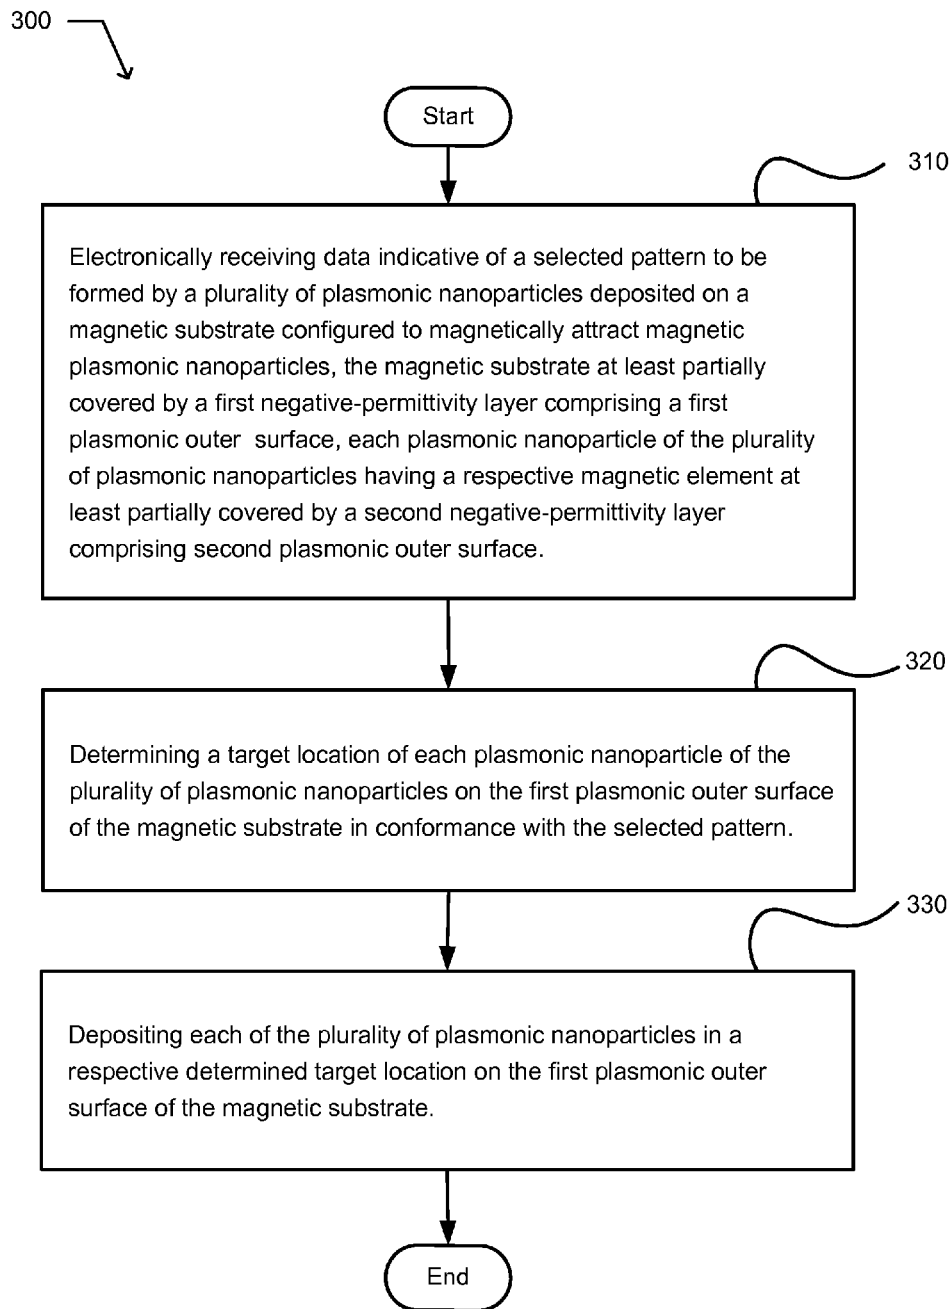 300
Start
310
Electronically receiving data indicative of a selected pattern to be
formed by a plurality of plasmonic nanoparticles deposited on a
magnetic substrate configured to magnetically attract magnetic
plasmonic nanoparticles, the magnetic substrate at least partially
covered by a first negative-permittivity layer comprising a first
plasmonic outer surface, each plasmonic nanoparticle of the plurality
of plasmonic nanoparticles having a respective magnetic element at
least partially covered by a second negative-permittivity layer
comprising second plasmonic outer surface.
320
Determining a target location of each plasmonic nanoparticle of the
plurality of plasmonic nanoparticles on the first plasmonic outer surface
of the magnetic substrate in conformance with the selected pattern.
330
Depositing each of the plurality of plasmonic nanoparticles in a
respective determined target location on the first plasmonic outer
surface of the magnetic substrate.
End